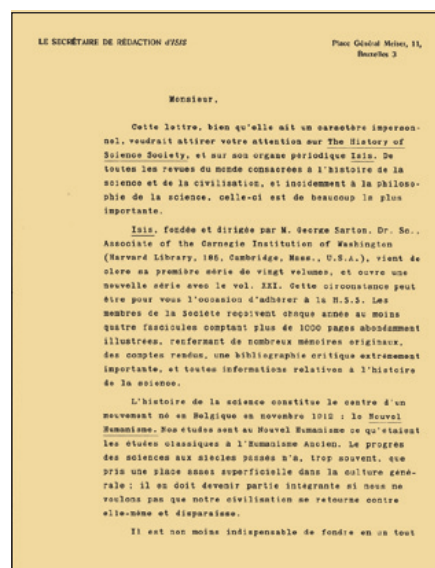 LE SECRÉTAIRE DE RÉDACTION d'ISIS
Place Général Meiser, 11,
Bruxelles 3
Monsieur,
Cette lettre, bien qu'elle ait un caractère imperson-
nel, voudrait attirer votre attention sur The History of
Science Society, et sur son organe périodique Isis. De
toutes les revues du monde consacrées à l'histoire de la
science et de la civilisation, et incidemment à la philoso-
phie de la science, celle-ci est de beaucoup la plus
importante.
Isis, fondée et dirigée par M. George Sarton, Dr. Sc.,
Associate of the Carnegie Institution of Washington
(Harvard Library, 185, Cambridge, Mass., U.S.A.), vient de
clore sa première série de vingt volumes, et ouvre une
nouvelle série avec le vol. XXI. Cette circonstance peut
être pour vous l'occasion d'adhérer à la H.S.S. Les
membres de la Société reçoivent chaque année au moins
quatre fascicules comptant plus de 1000 pages abondamment
illustrées, renfermant de nombreux mémoires originaux,
des comptes rendus, une bibliographie critique extrêmement
importante, et toutes informations relatives à l'histoire
de la science.
L'histoire de la science constitue le centre d'un
mouvement né en Belgique en novembre 1912 : le Nouvel
Humanisme. Nos études sont au Nouvel Humanisme ce qu'étaient
les études classiques à l'Humanisme Ancien. Le progrès
des sciences aux siècles passés n'a, trop souvent, que
pris une place assez superficielle dans la culture géné-
rale ; il en doit devenir partie intégrante si nous ne
voulons pas que notre civilisation se retourne contre
elle-même et disparaisse.
Il est non moins indispensable de fondre en un tout